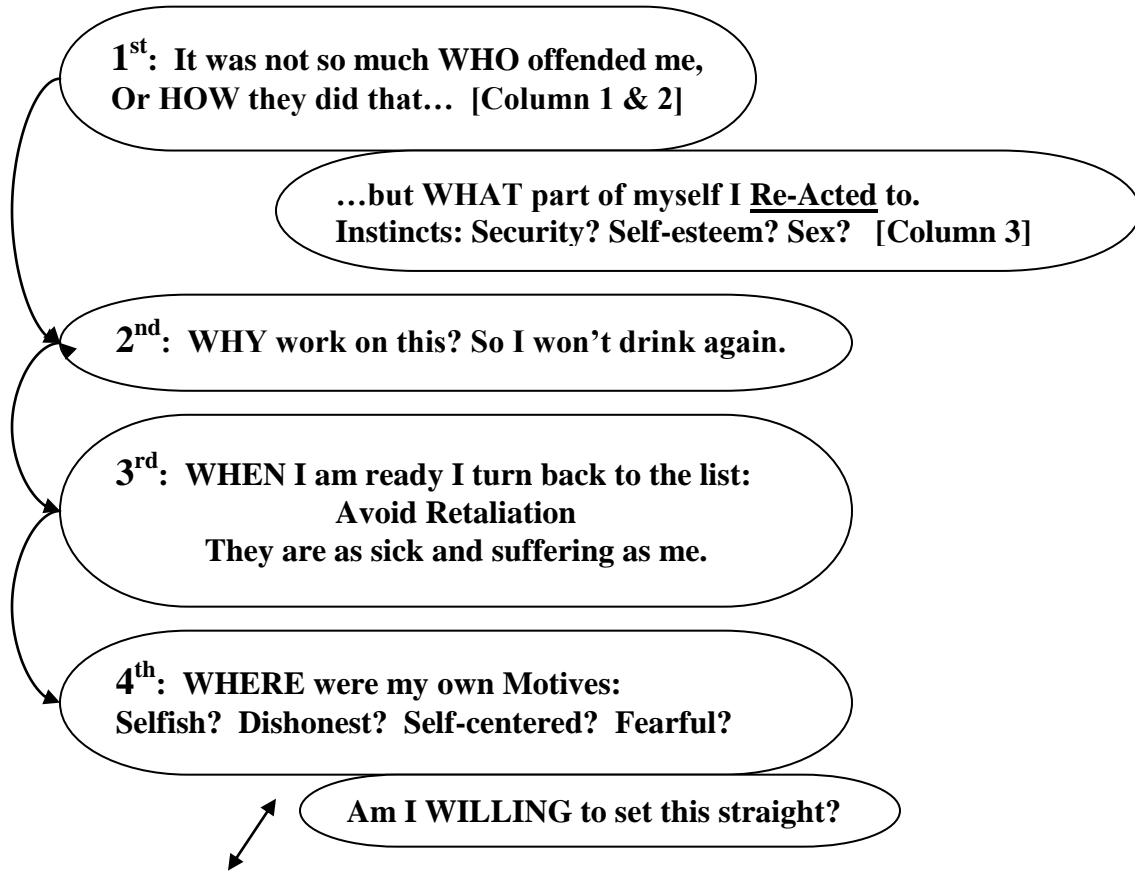 1st: It was not so much WHO offended me,
Or HOW they did that… [Column 1 & 2]
…but WHAT part of myself I Re-Acted to.
Instincts: Security? Self-esteem? Sex? [Column 3]
2nd: WHY work on this? So I won’t drink again.
3rd: WHEN I am ready I turn back to the list:
Avoid Retaliation
They are as sick and suffering as me.
4th: WHERE were my own Motives:
Selfish? Dishonest? Self-centered? Fearful?
Am I WILLING to set this straight?